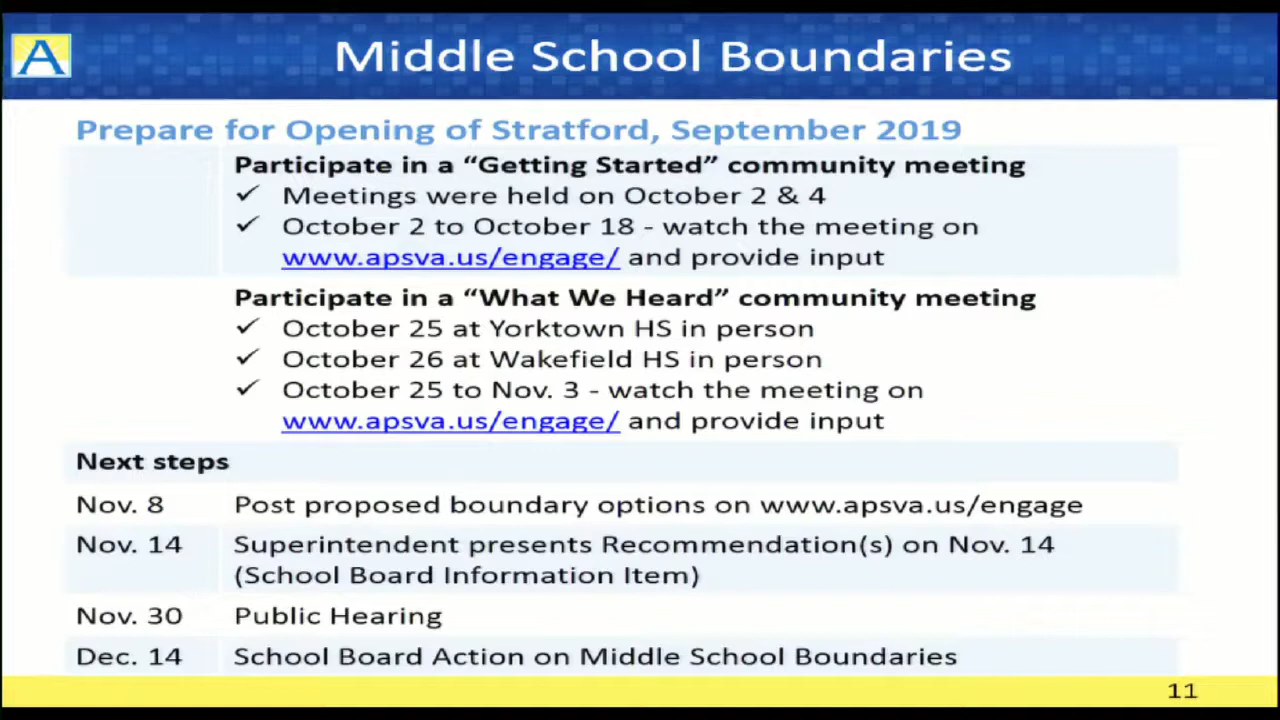 A
Middle School Boundaries
Prepare for Opening of Stratford, September 2019
Participate in a “Getting Started” community meeting
✓ Meetings were held on October 2 & 4
✓ October 2 to October 18 - watch the meeting on
www.apsva.us/engage/ and provide input
Participate in a “What We Heard” community meeting
✓ October 25 at Yorktown HS in person
✓ October 26 at Wakefield HS in person
✓ October 25 to Nov. 3 - watch the meeting on
www.apsva.us/engage/ and provide input
Next steps
Nov. 8 Post proposed boundary options on www.apsva.us/engage
Nov. 14 Superintendent presents Recommendation(s) on Nov. 14
(School Board Information Item)
Nov. 30 Public Hearing
Dec. 14 School Board Action on Middle School Boundaries
11